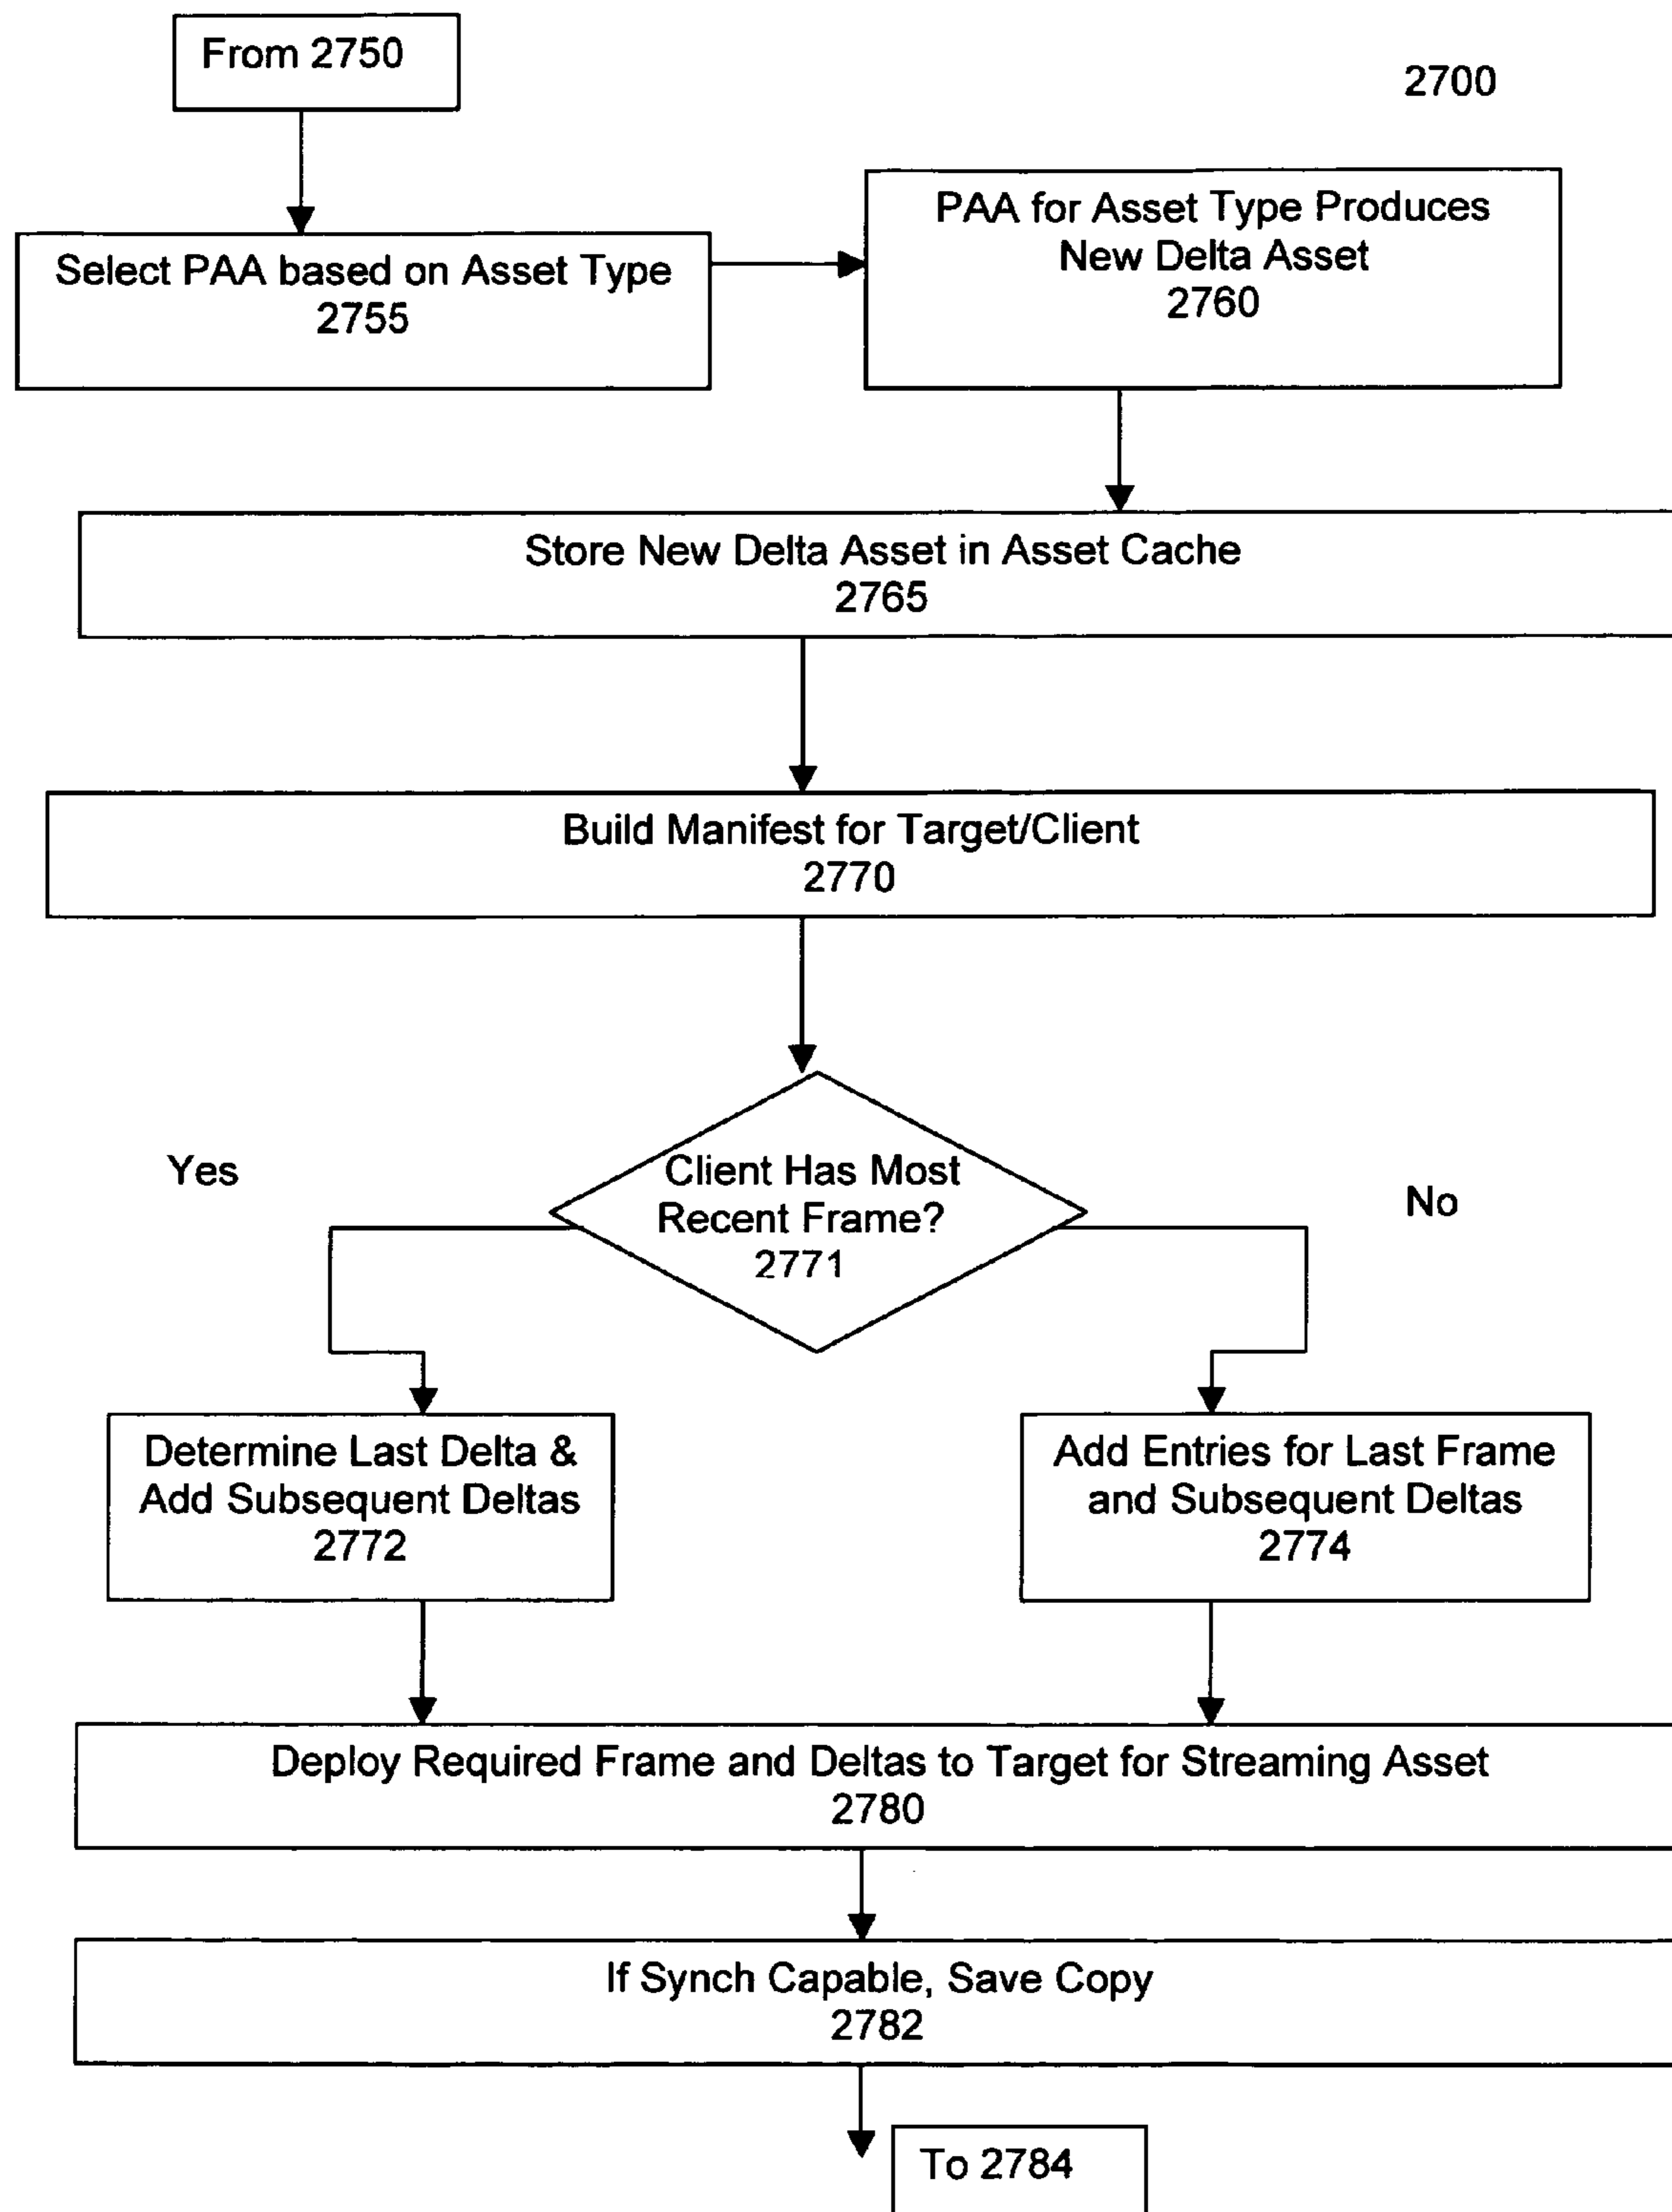 From 2750
2700
Select PAA based on Asset Type
2755
PAA for Asset Type Produces
New Delta Asset
2760
Store New Delta Asset in Asset Cache
2765
Build Manifest for Target/Client
2770
Client Has Most
Recent Frame?
2771
Yes
No
Determine Last Delta &
Add Subsequent Deltas
2772
Add Entries for Last Frame
and Subsequent Deltas
2774
Deploy Required Frame and Deltas to Target for Streaming Asset
2780
If Synch Capable, Save Copy
2782
To 2784